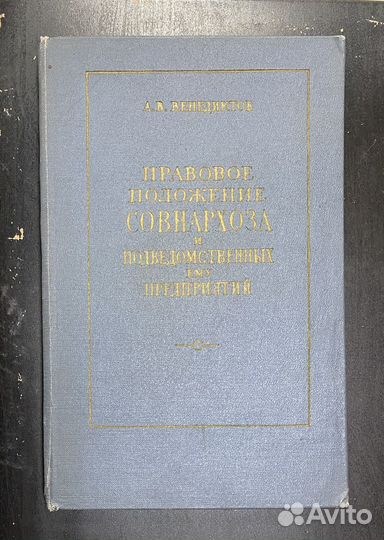 А. В. ВЕНЕДИКТОВ
ПРАВОВОЕ
ПОЛОЖЕНИЕ
СОВНАРХОЗА
И
ПОДВЕДОМСТВЕННЫХ
ЕМУ
ПРЕДПРИЯТИЙ
Avito